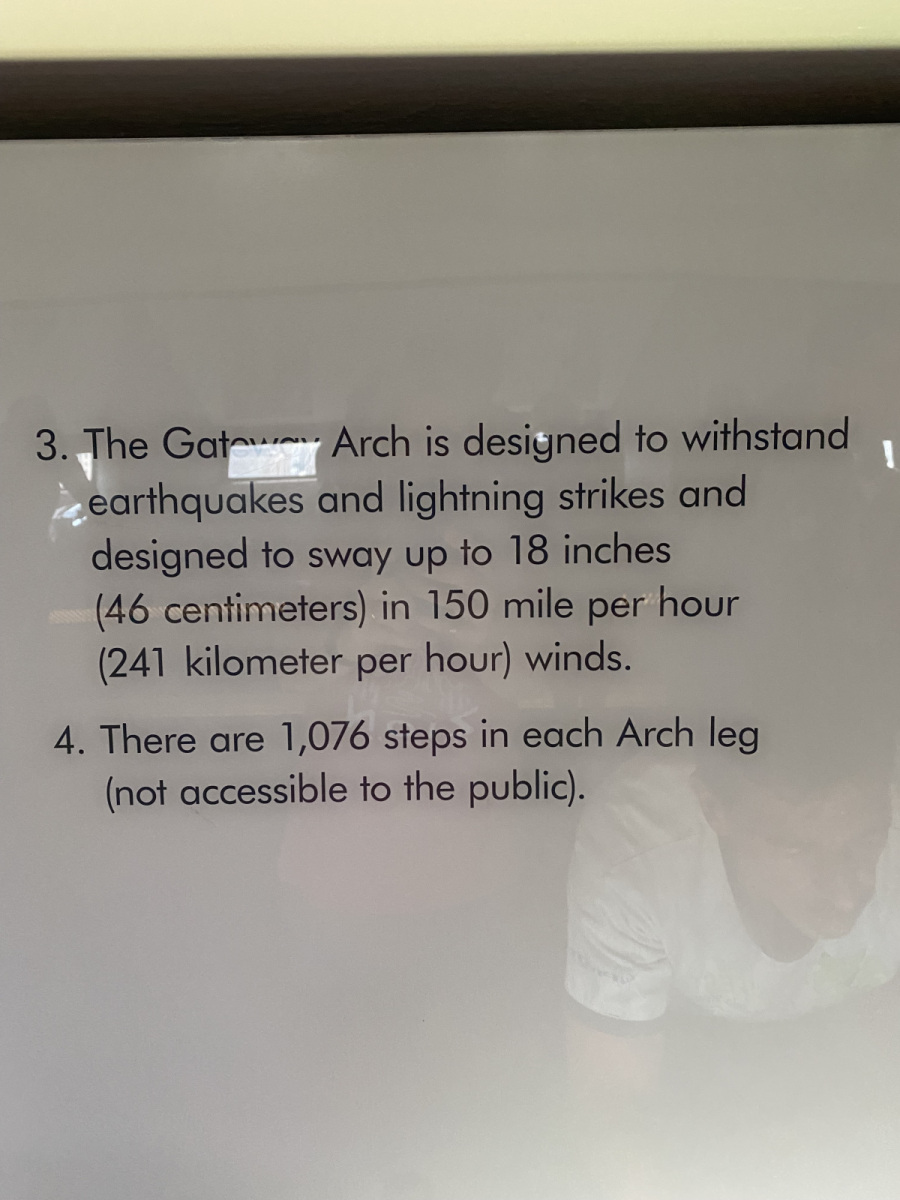 3. The Gateway Arch is designed to withstand
earthquakes and lightning strikes and
designed to sway up to 18 inches
(46 centimeters) in 150 mile per hour
(241 kilometer per hour) winds.
4. There are 1,076 steps in each Arch leg
(not accessible to the public).